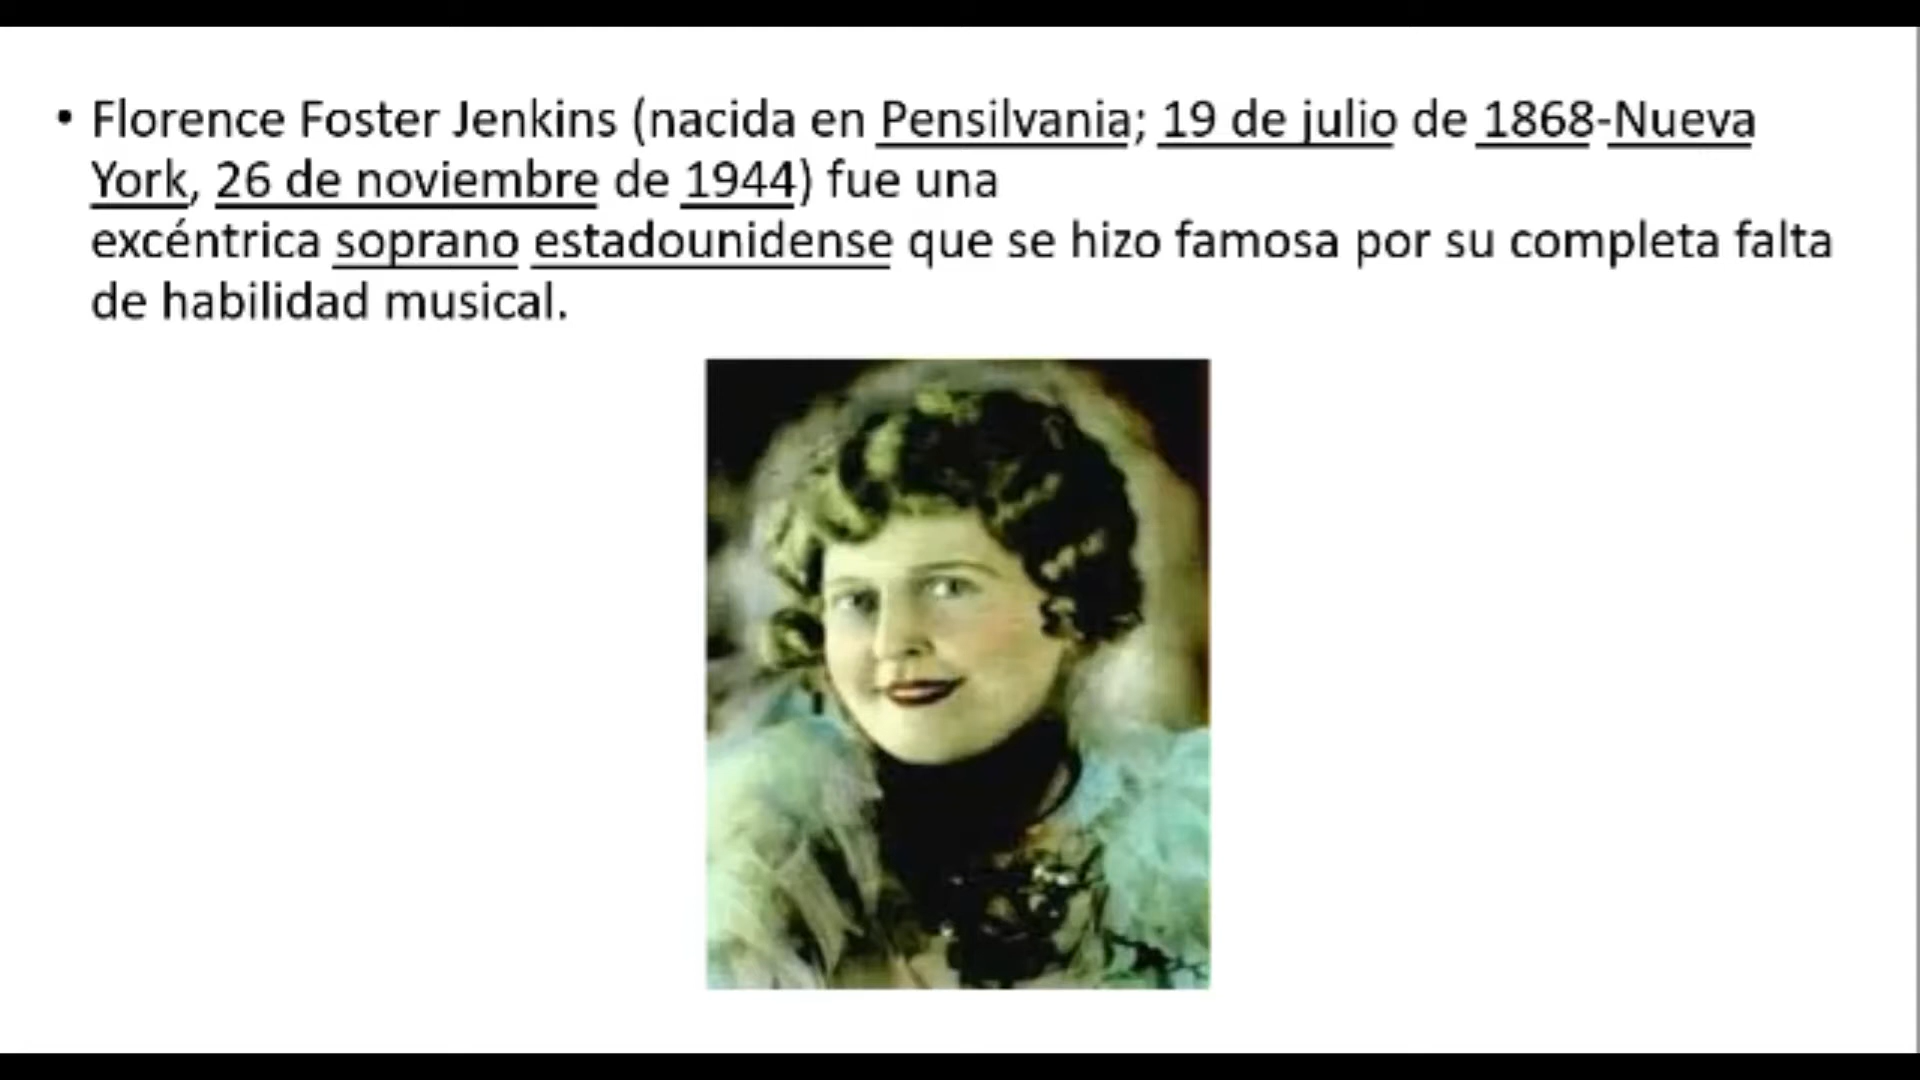 • Florence Foster Jenkins (nacida en Pensilvania; 19 de julio de 1868-Nueva
York, 26 de noviembre de 1944) fue una
excéntrica soprano estadounidense que se hizo famosa por su completa falta
de habilidad musical.